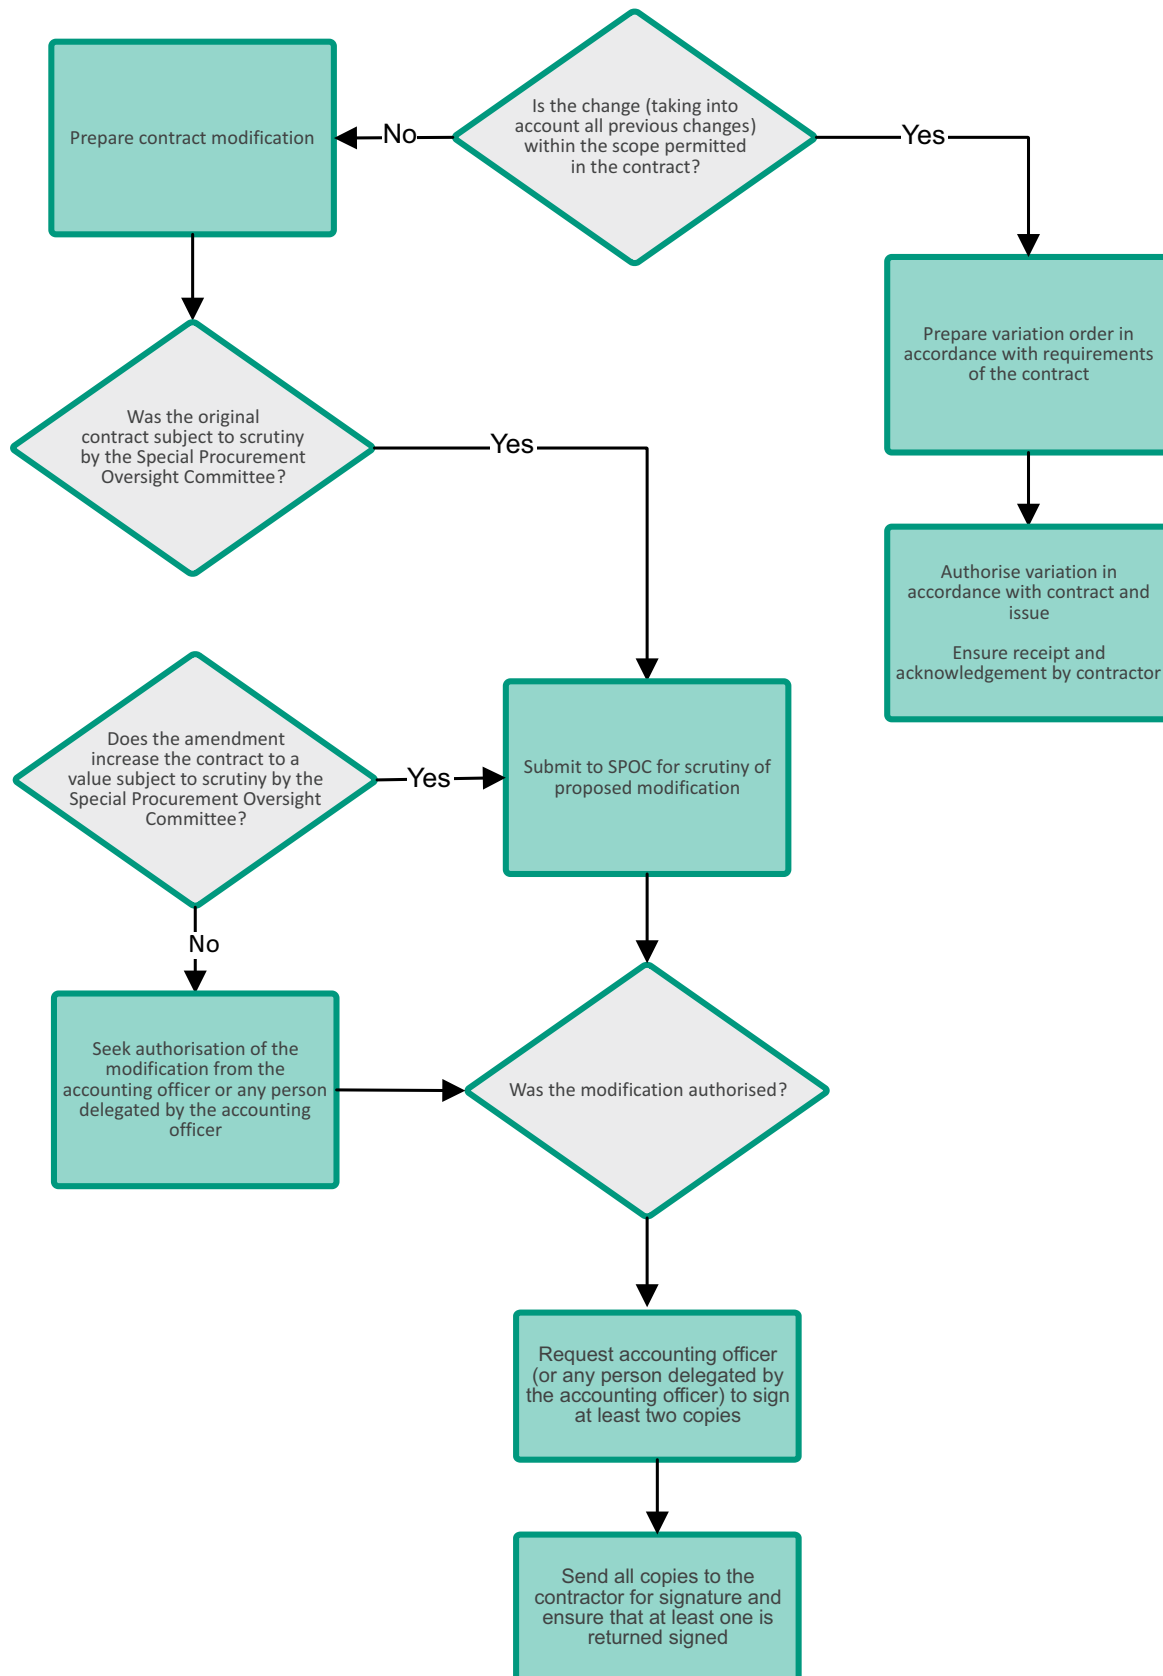 Is the change (taking into
account all previous changes)
within the scope permitted
in the contract?
No
Yes
Prepare contract modification
Prepare variation order in
accordance with requirements
of the contract
Was the original
contract subject to scrutiny
by the Special Procurement
Oversight Committee?
Yes
Authorise variation in
accordance with contract and
issue
Ensure receipt and
acknowledgement by contractor
Does the amendment
increase the contract to a
value subject to scrutiny by the
Special Procurement Oversight
Committee?
Yes
Submit to SPOC for scrutiny of
proposed modification
No
Seek authorisation of the
modification from the
accounting officer or any person
delegated by the accounting
officer
Was the modification authorised?
Request accounting officer
(or any person delegated by
the accounting officer) to sign
at least two copies
Send all copies to the
contractor for signature and
ensure that at least one is
returned signed